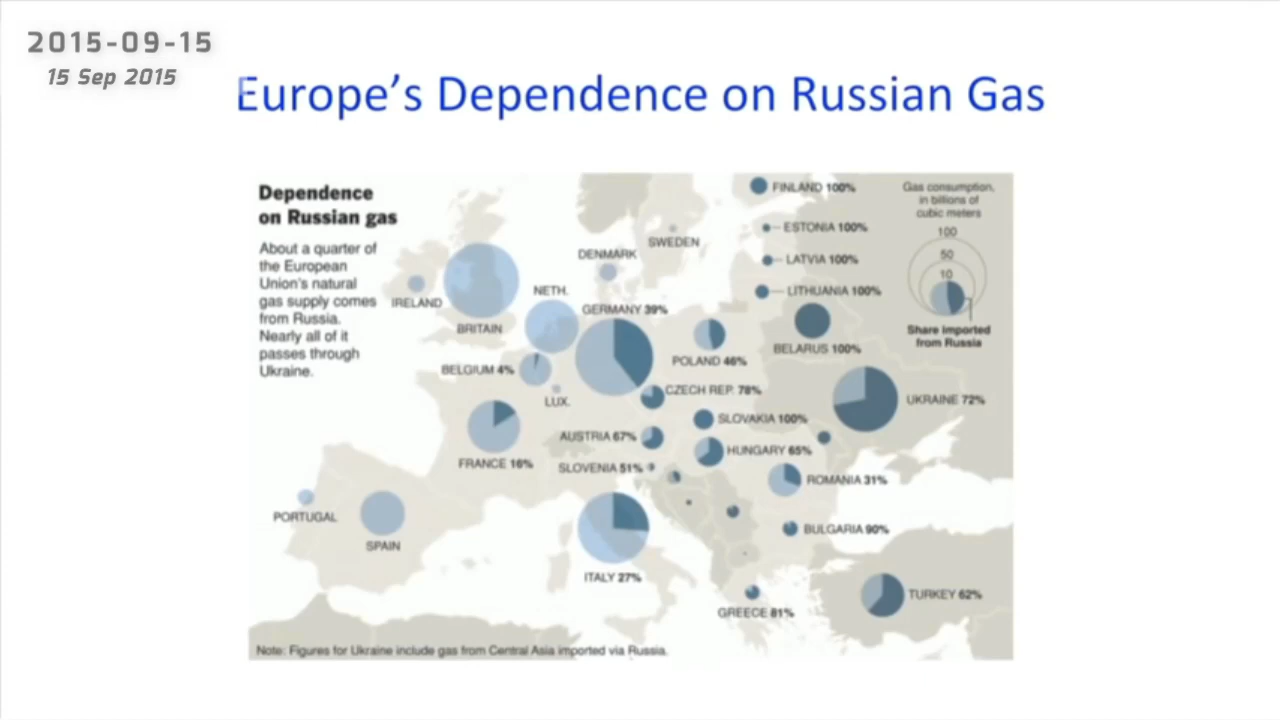 2015-09-15
15 Sep 2015
Europe's Dependence on Russian Gas
Dependence
on Russian gas
About a quarter of
the European
Union's natural
gas supply comes
from Russia.
Nearly all of it
passes through
Ukraine.
Gas consumption,
in billions of
cubic meters
100
50
10
Share imported
from Russia
FINLAND 100%
ESTONIA 100%
LATVIA 100%
LITHUANIA 100%
SWEDEN
DENMARK
IRELAND
BRITAIN
NETH.
GERMANY 39%
POLAND 46%
BELARUS 100%
BELGIUM 4%
LUX.
CZECH REP. 78%
UKRAINE 72%
SLOVAKIA 100%
AUSTRIA 67%
HUNGARY 65%
FRANCE 16%
SLOVENIA 51%
ROMANIA 31%
PORTUGAL
SPAIN
BULGARIA 90%
ITALY 27%
GREECE 81%
TURKEY 62%
Note: Figures for Ukraine include gas from Central Asia imported via Russia.